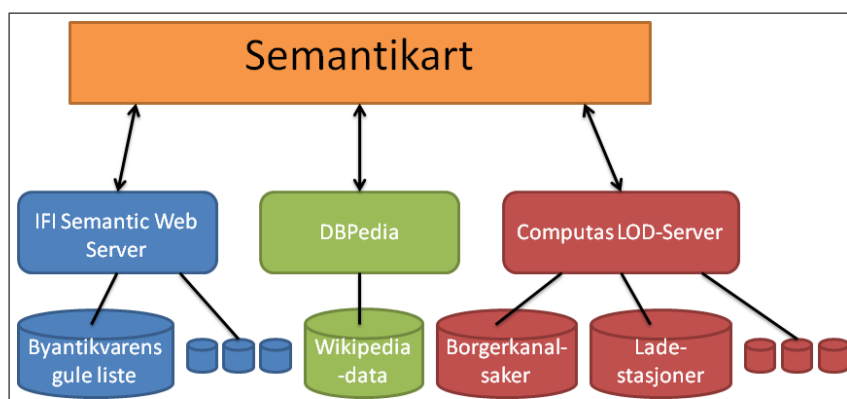 Semantikart
IFI Semantic Web
Server
DBPedia
Computas LOD-Server
Byantikvarens
gule liste
Wikipedia
-data
Borgerkanal-
saker
Lade-
stasjoner